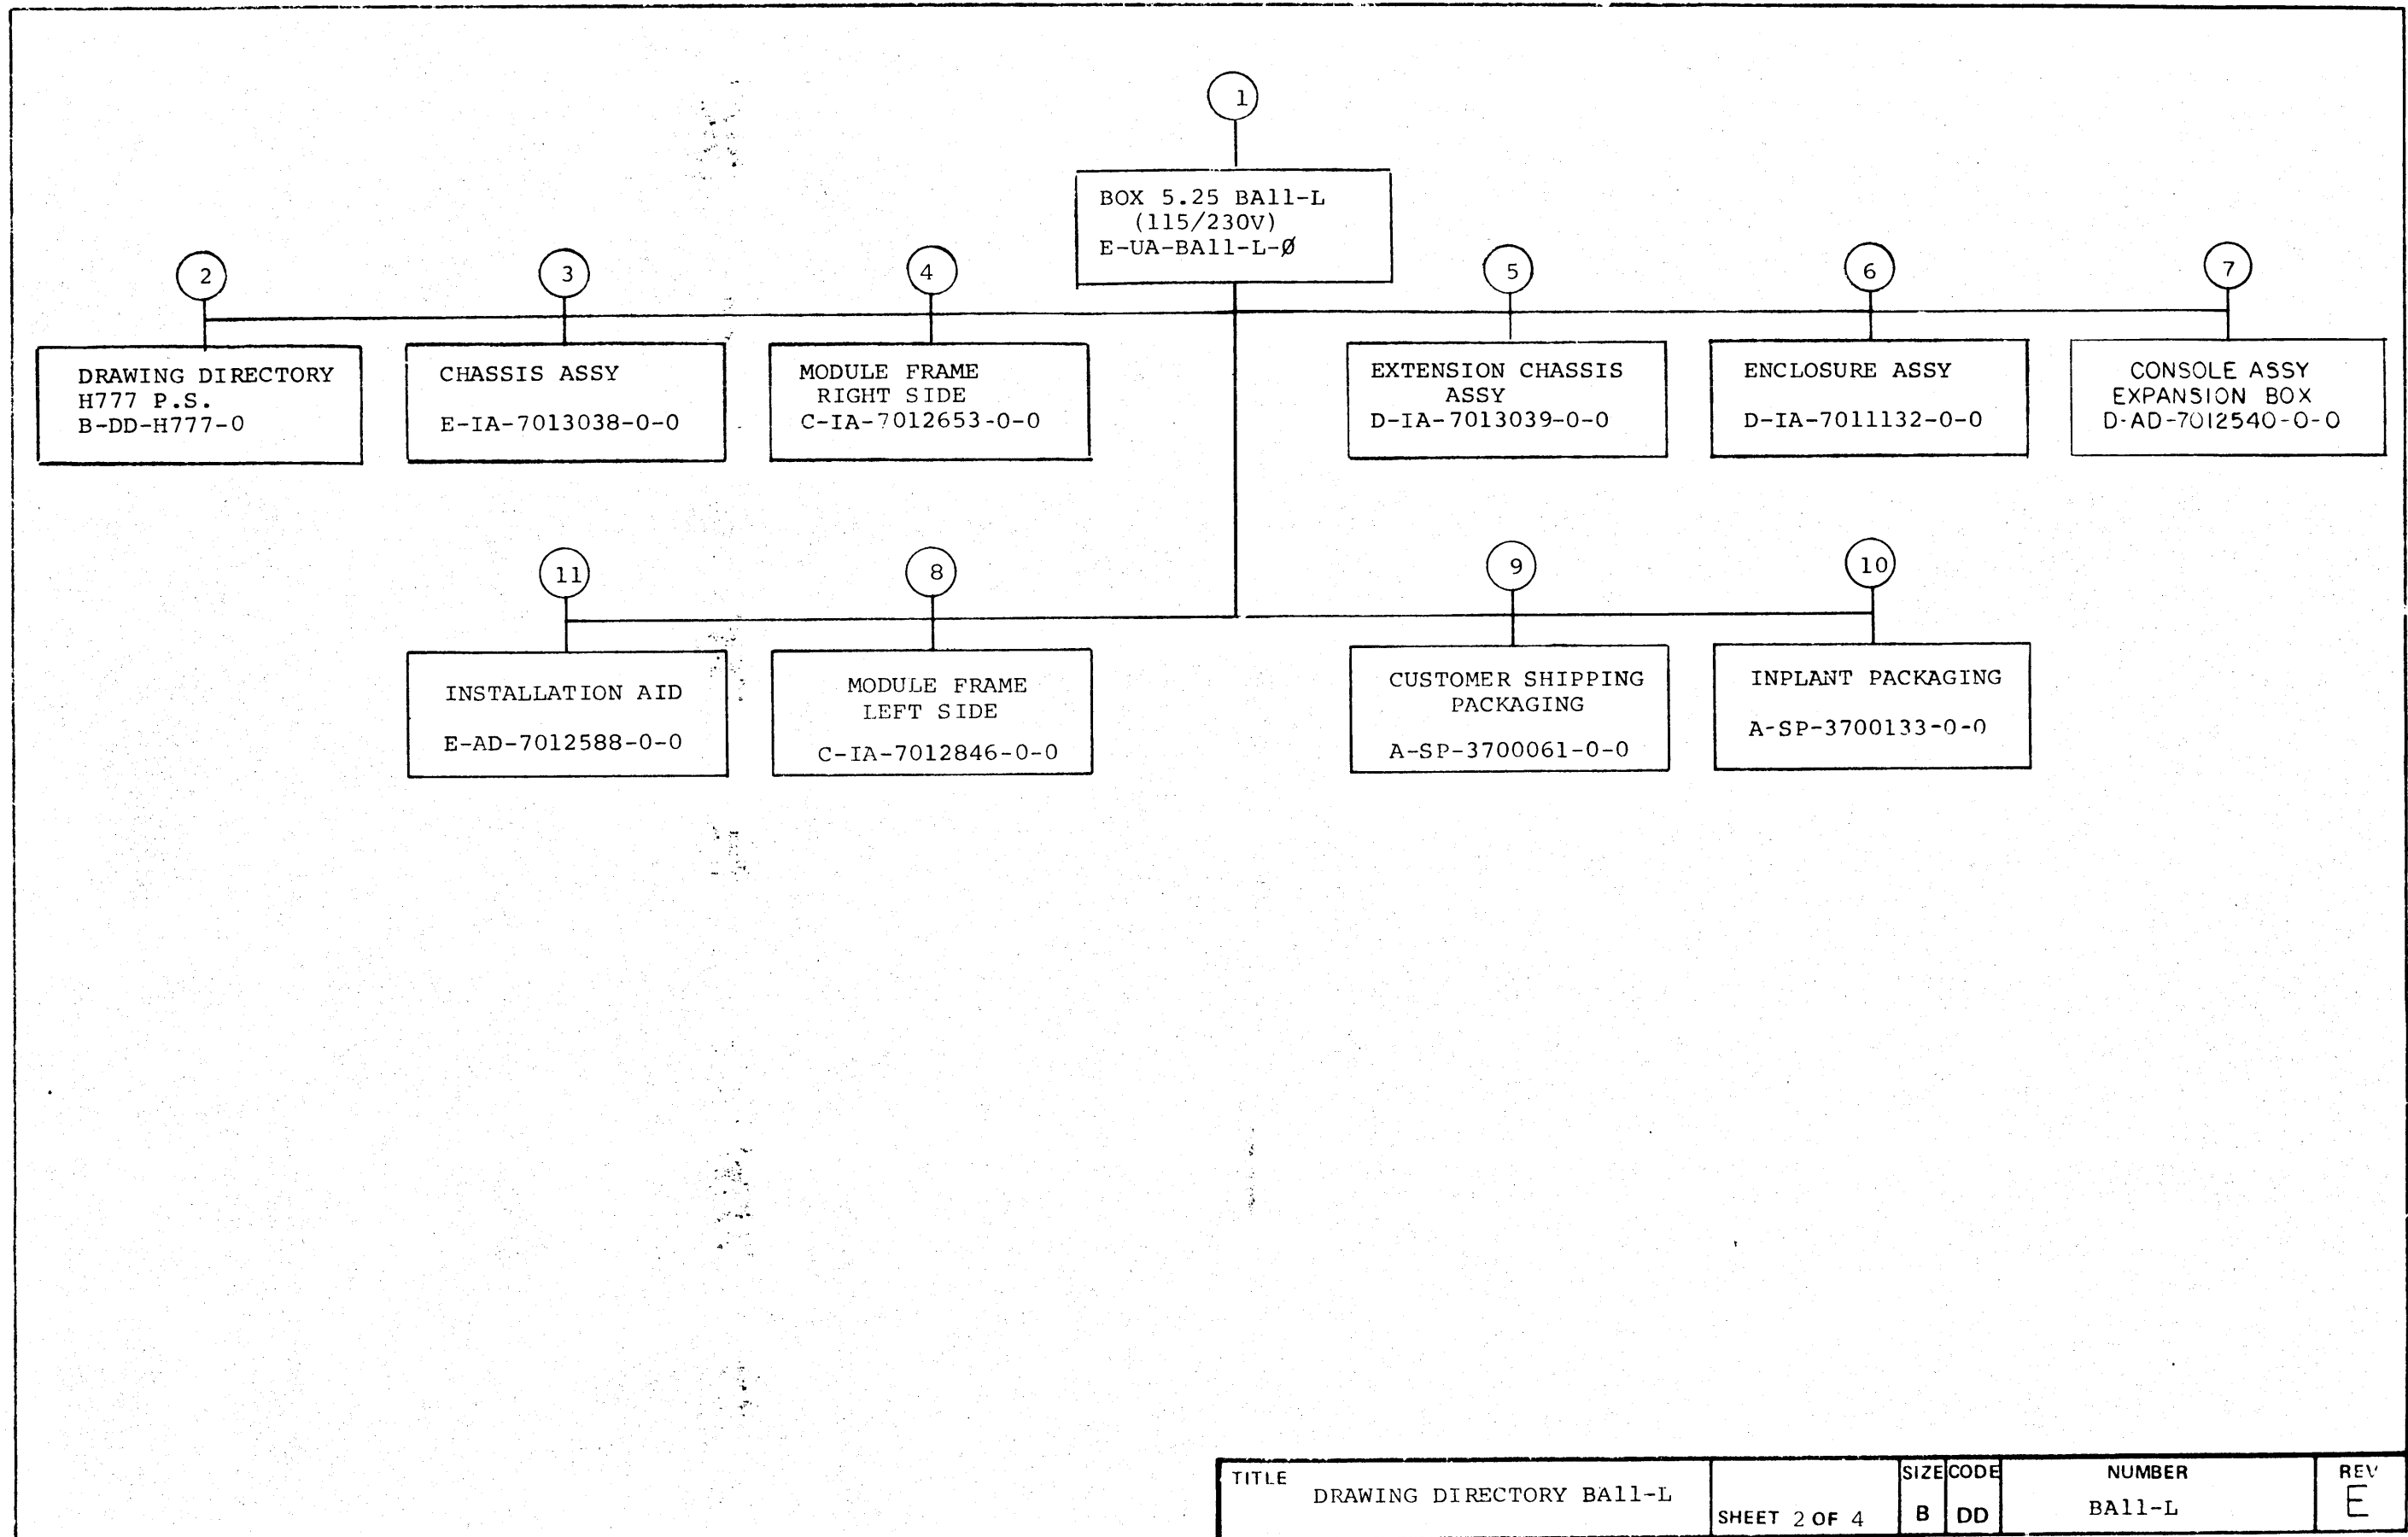 1
BOX 5.25 BA11-L
(115/230V)
E-UA-BA11-L-Ø
2
3
4
5
6
7
DRAWING DIRECTORY
H777 P.S.
B-DD-H777-0
CHASSIS ASSY
E-IA-7013038-0-0
MODULE FRAME
RIGHT SIDE
C-IA-7012653-0-0
EXTENSION CHASSIS
ASSY
D-IA-7013039-0-0
ENCLOSURE ASSY
D-IA-7011132-0-0
CONSOLE ASSY
EXPANSION BOX
D-AD-7012540-0-0
11
8
9
10
INSTALLATION AID
E-AD-7012588-0-0
MODULE FRAME
LEFT SIDE
C-IA-7012846-0-0
CUSTOMER SHIPPING
PACKAGING
A-SP-3700061-0-0
INPLANT PACKAGING
A-SP-3700133-0-0
TITLE
DRAWING DIRECTORY BA11-L
SHEET 2 OF 4
SIZE
B
CODE
DD
NUMBER
BA11-L
REV
E